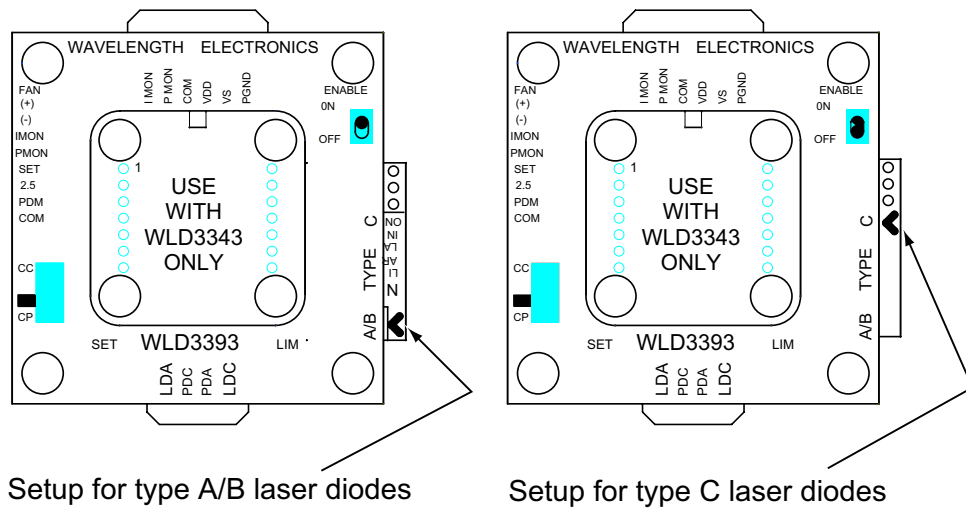 WAVELENGTH ELECTRONICS
I MON
P MON
COM
VDD
VS
PGND
FAN
(+)
(-)
IMON
PMON
SET
2.5
PDM
COM
ENABLE
0N
OFF
1
USE
WITH
WLD3343
ONLY
C
TYPE
A/B
N
CC
CP
SET
WLD3393
LIM
LDA
PDC
PDA
LDC
Setup for type A/B laser diodes
WAVELENGTH ELECTRONICS
I MON
P MON
COM
VDD
VS
PGND
FAN
(+)
(-)
IMON
PMON
SET
2.5
PDM
COM
ENABLE
0N
OFF
1
USE
WITH
WLD3343
ONLY
C
TYPE
A/B
CC
CP
SET
WLD3393
LIM
LDA
PDC
PDA
LDC
Setup for type C laser diodes